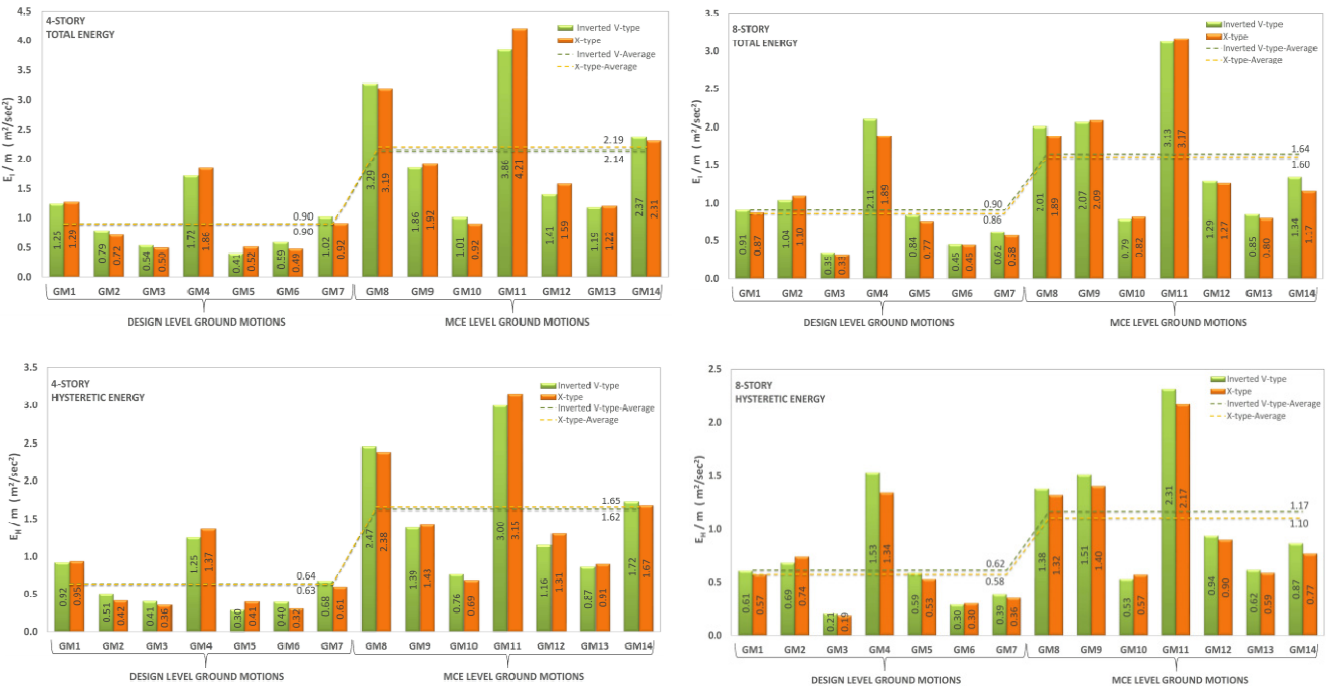 4-STORY
TOTAL ENERGY
Inverted V-type
X-type
Inverted V-Average
X-type-Average
E_I / m ( m²/sec²)
4.5
4.0
3.5
3.0
2.5
2.0
1.5
1.0
0.5
0.0
1.25 1.29 0.79 0.72 0.54 0.50 1.72 1.86 0.41 0.52 0.59 0.49 1.02 0.92 3.29 3.19 1.86 1.92 1.01 0.92 3.86 4.21 1.41 1.59 1.19 1.22 2.37 2.31
0.90
0.90
2.19
2.14
GM1 GM2 GM3 GM4 GM5 GM6 GM7 GM8 GM9 GM10 GM11 GM12 GM13 GM14
DESIGN LEVEL GROUND MOTIONS MCE LEVEL GROUND MOTIONS
8-STORY
TOTAL ENERGY
Inverted V-type
X-type
Inverted V-type-Average
X-type-Average
E_I / m ( m²/sec²)
3.5
3.0
2.5
2.0
1.5
1.0
0.5
0.0
0.91 0.87 1.04 1.10 0.35 0.33 2.11 1.89 0.84 0.77 0.45 0.45 0.62 0.58 2.01 1.89 2.07 2.09 0.79 0.82 3.13 3.17 1.29 1.27 0.85 0.80 1.34 1.17
0.90
0.86
1.64
1.60
GM1 GM2 GM3 GM4 GM5 GM6 GM7 GM8 GM9 GM10 GM11 GM12 GM13 GM14
DESIGN LEVEL GROUND MOTIONS MCE LEVEL GROUND MOTIONS
4-STORY
HYSTERETIC ENERGY
Inverted V-type
X-type
Inverted V-type-Average
X-type-Average
E_H / m ( m²/sec²)
3.5
3.0
2.5
2.0
1.5
1.0
0.5
0.0
0.92 0.95 0.51 0.42 0.41 0.36 1.25 1.37 0.30 0.41 0.40 0.32 0.68 0.61 2.47 2.38 1.39 1.43 0.76 0.69 3.00 3.15 1.16 1.31 0.87 0.91 1.72 1.67
0.64
0.63
1.65
1.62
GM1 GM2 GM3 GM4 GM5 GM6 GM7 GM8 GM9 GM10 GM11 GM12 GM13 GM14
DESIGN LEVEL GROUND MOTIONS MCE LEVEL GROUND MOTIONS
8-STORY
HYSTERETIC ENERGY
Inverted V-type
X-type
Inverted V-type-Average
X-type-Average
E_H / m ( m²/sec²)
2.5
2.0
1.5
1.0
0.5
0.0
0.61 0.57 0.69 0.74 0.21 0.19 1.53 1.34 0.59 0.53 0.30 0.30 0.39 0.36 1.38 1.32 1.51 1.40 0.53 0.57 2.31 2.17 0.94 0.90 0.62 0.59 0.87 0.77
0.62
0.58
1.17
1.10
GM1 GM2 GM3 GM4 GM5 GM6 GM7 GM8 GM9 GM10 GM11 GM12 GM13 GM14
DESIGN LEVEL GROUND MOTIONS MCE LEVEL GROUND MOTIONS